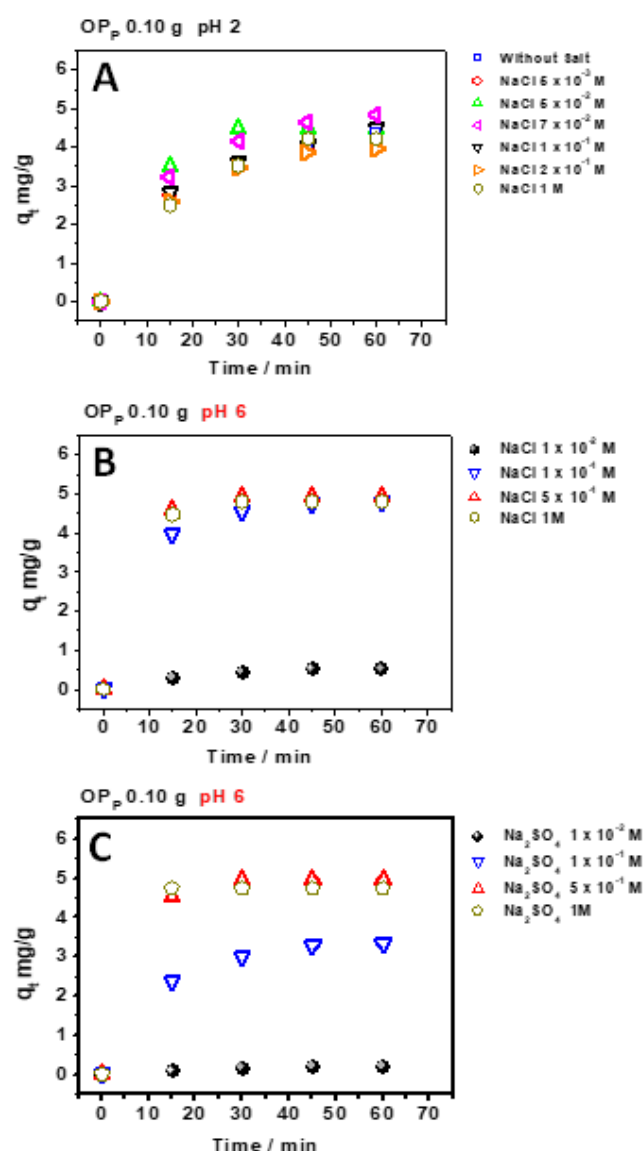 OPₚ 0.10 g pH 2
A
Without Salt
NaCl 5 x 10⁻³ M
NaCl 5 x 10⁻² M
NaCl 7 x 10⁻² M
NaCl 1 x 10⁻¹ M
NaCl 2 x 10⁻¹ M
NaCl 1 M
qₜ mg/g
6
5
4
3
2
1
0
0 10 20 30 40 50 60 70
Time / min
OPₚ 0.10 g pH 6
B
NaCl 1 x 10⁻² M
NaCl 1 x 10⁻¹ M
NaCl 5 x 10⁻¹ M
NaCl 1M
qₜ mg/g
6
5
4
3
2
1
0
0 10 20 30 40 50 60 70
Time / min
OPₚ 0.10 g pH 6
C
Na₂SO₄ 1 x 10⁻² M
Na₂SO₄ 1 x 10⁻¹ M
Na₂SO₄ 5 x 10⁻¹ M
Na₂SO₄ 1M
qₜ mg/g
6
5
4
3
2
1
0
0 10 20 30 40 50 60 70
Time / min